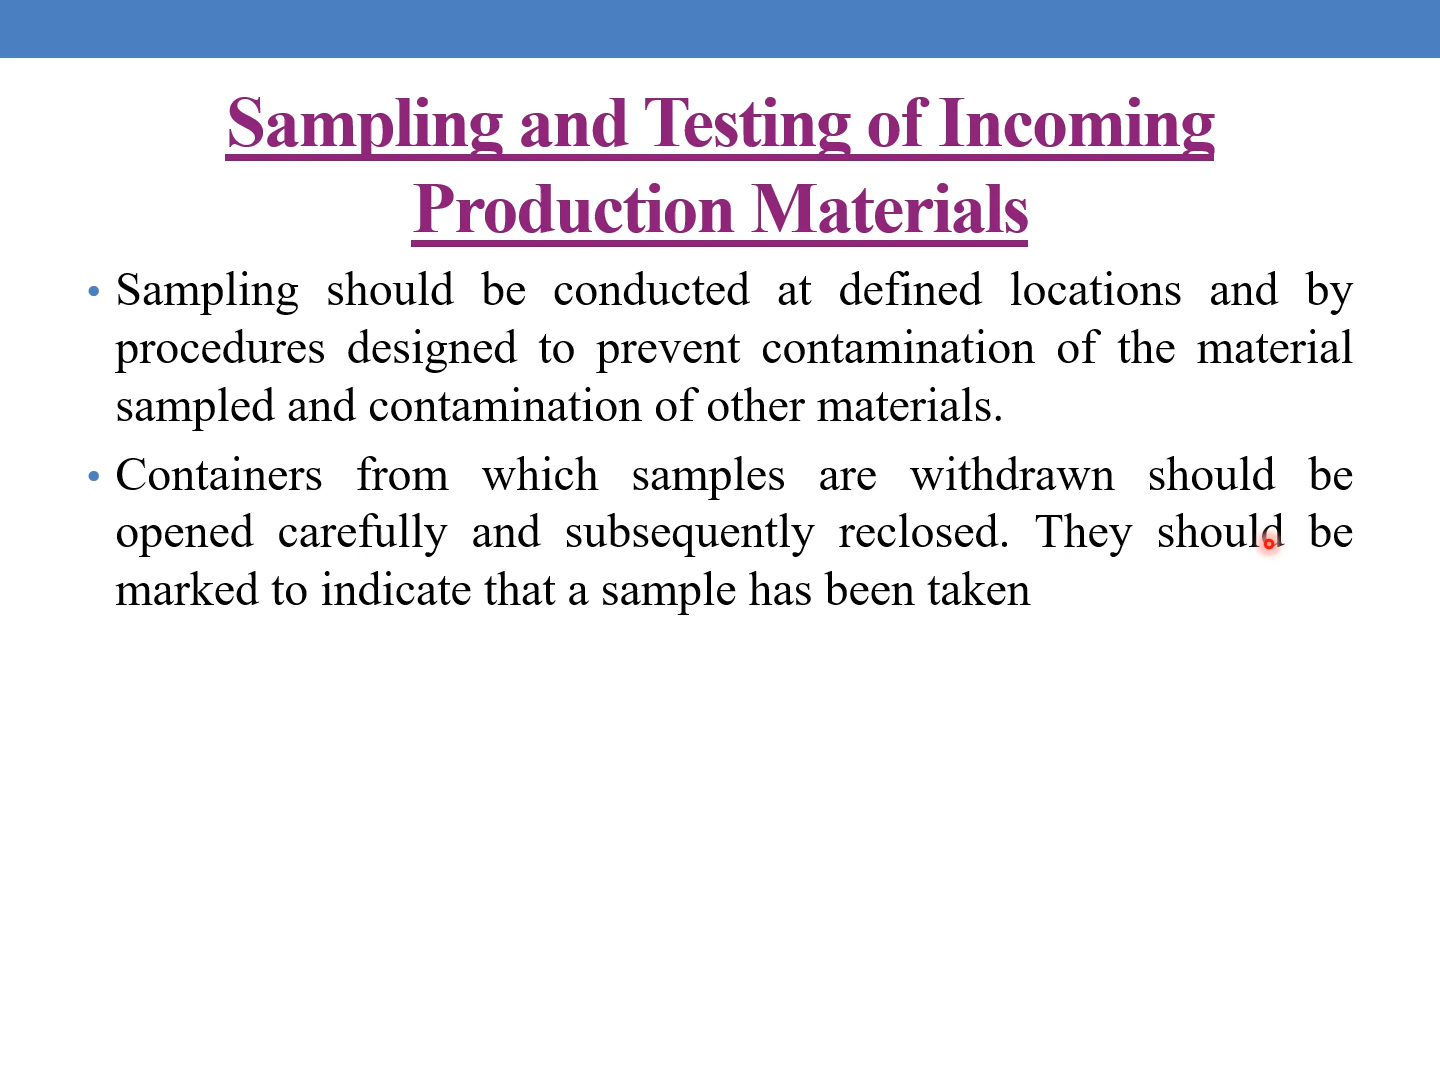 Sampling and Testing of Incoming
Production Materials
• Sampling should be conducted at defined locations and by
procedures designed to prevent contamination of the material
sampled and contamination of other materials.
• Containers from which samples are withdrawn should be
opened carefully and subsequently reclosed. They should be
marked to indicate that a sample has been taken